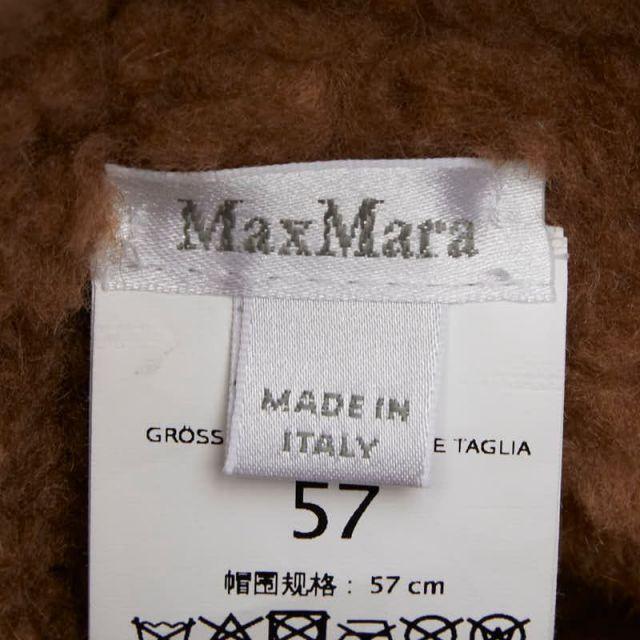 MaxMara
MADE IN
ITALY
GRÖSS E TAGLIA
57
帽围规格： 57 cm